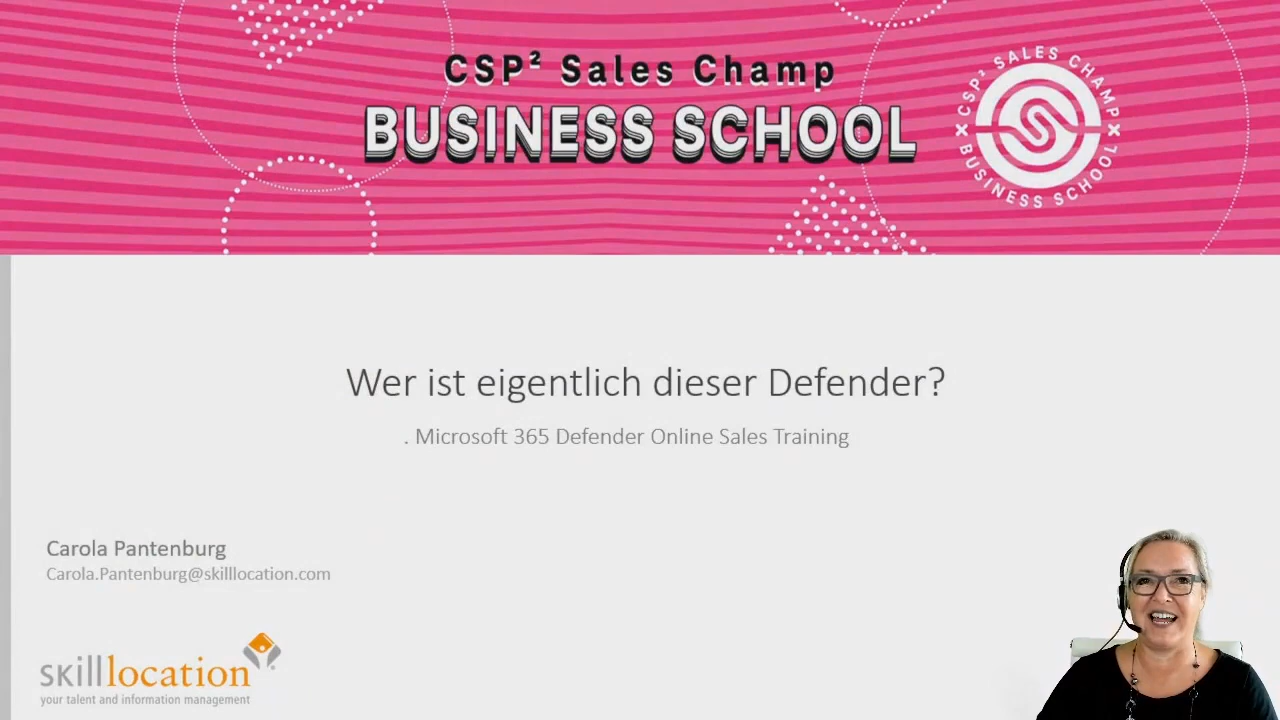 CSP² Sales Champ
BUSINESS SCHOOL
CSP² SALES CHAMP
BUSINESS SCHOOL
Wer ist eigentlich dieser Defender?
. Microsoft 365 Defender Online Sales Training
Carola Pantenburg
Carola.Pantenburg@skilllocation.com
skilllocation
your talent and information management